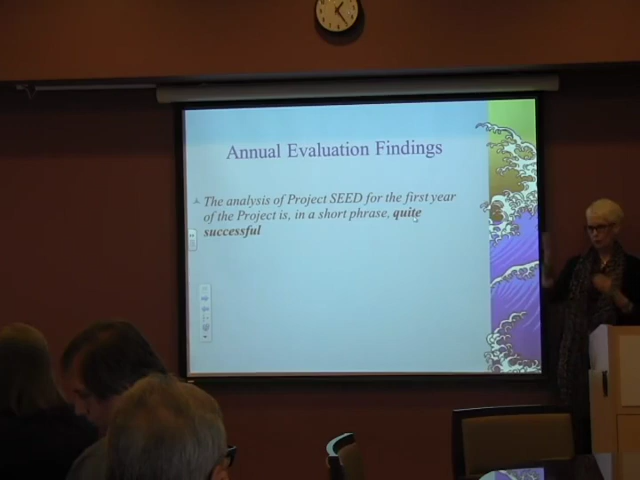 Annual Evaluation Findings
The analysis of Project SEED for the first year
of the Project is, in a short phrase, quite
successful